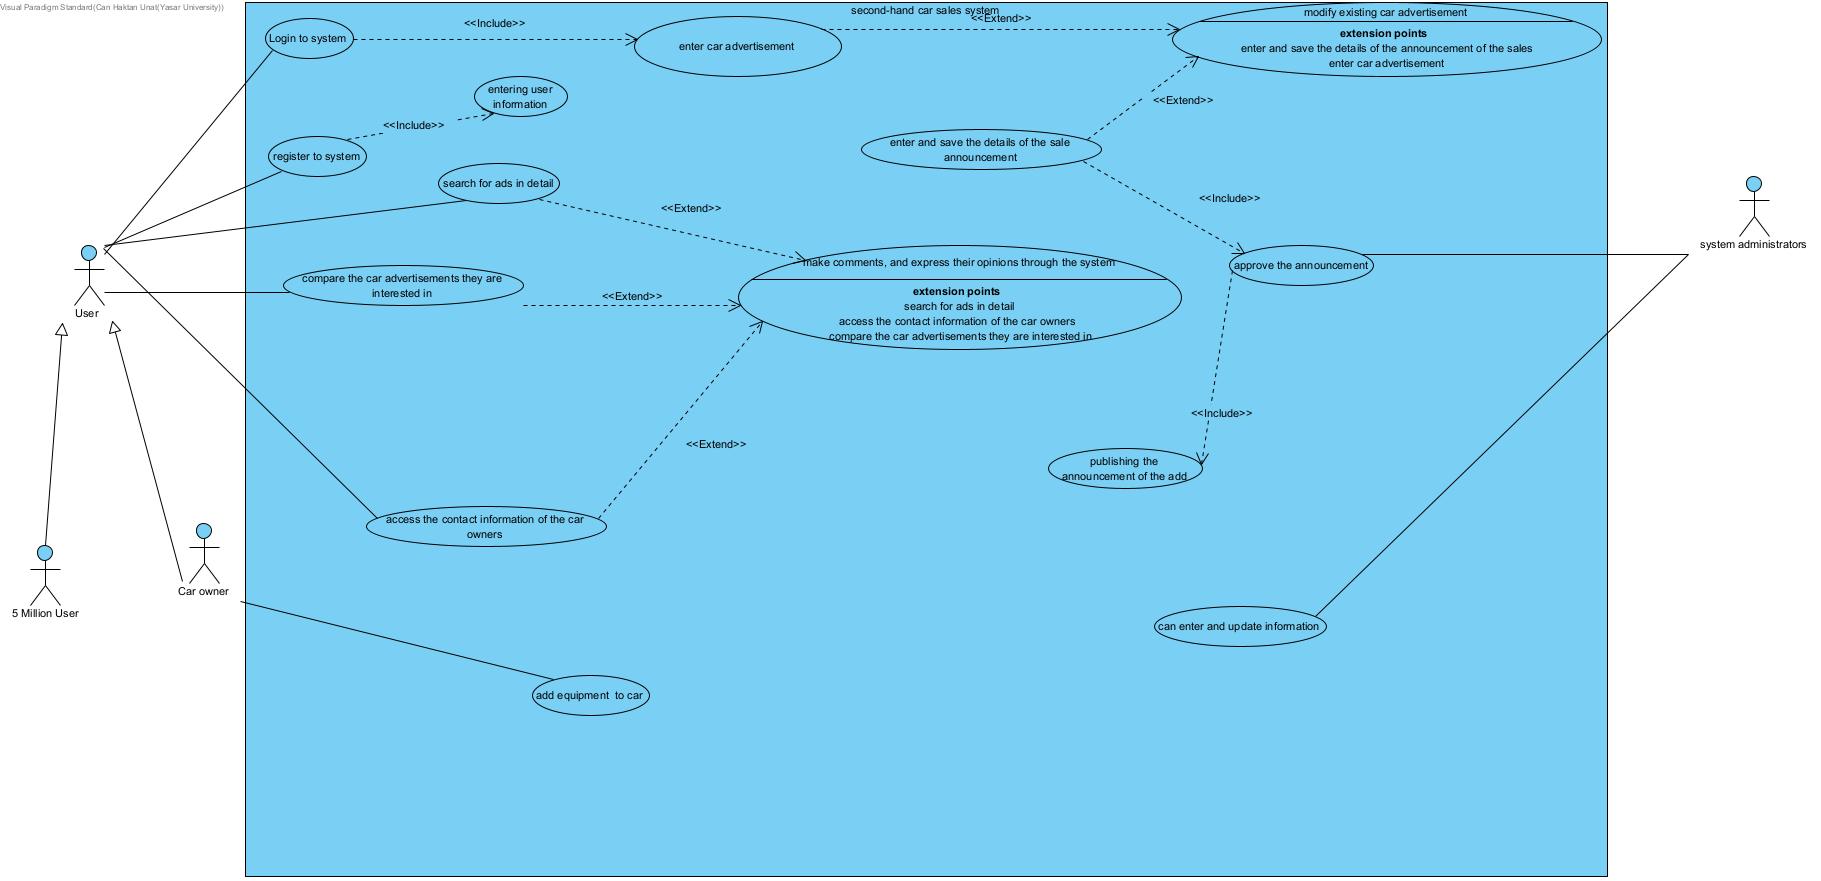 Visual Paradigm Standard(Can Haktan Unat(Yasar University))
second-hand car sales system
Login to system
<<Include>>
enter car advertisement
<<Extend>>
modify existing car advertisement
extension points
enter and save the details of the announcement of the sales
enter car advertisement
entering user
information
<<Include>>
register to system
<<Extend>>
enter and save the details of the sale
announcement
search for ads in detail
<<Extend>>
<<Include>>
system administrators
User
compare the car advertisements they are
interested in
<<Extend>>
make comments, and express their opinions through the system
extension points
search for ads in detail
access the contact information of the car owners
compare the car advertisements they are interested in
approve the announcement
<<Include>>
<<Extend>>
publishing the
announcement of the add
access the contact information of the car
owners
Car owner
5 Million User
can enter and update information
add equipment  to car